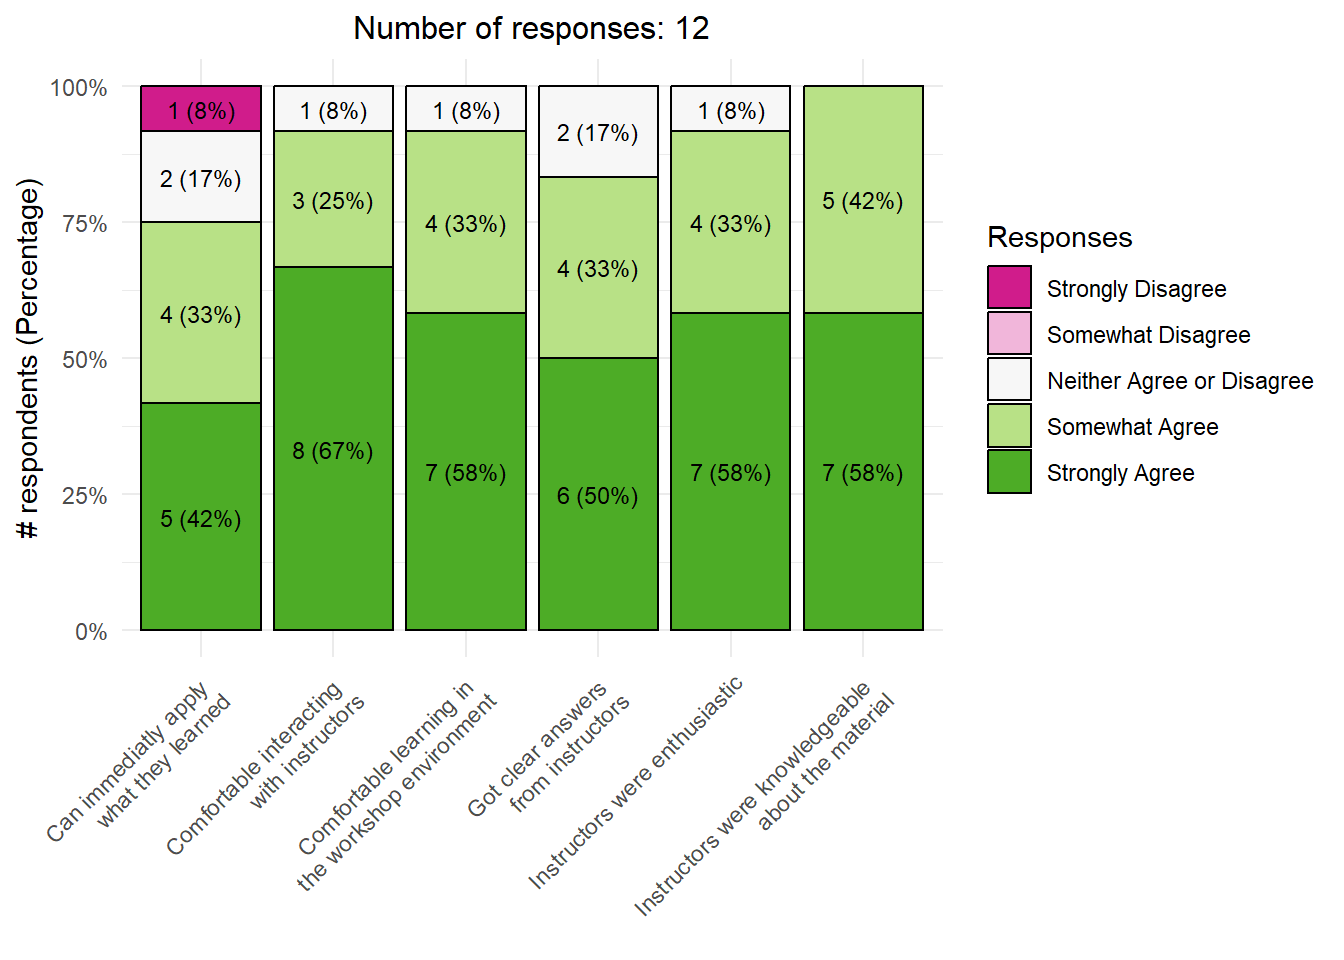 Number of responses: 12
# respondents (Percentage)
100%
75%
50%
25%
0%
1 (8%)
2 (17%)
4 (33%)
5 (42%)
1 (8%)
3 (25%)
8 (67%)
1 (8%)
4 (33%)
7 (58%)
2 (17%)
4 (33%)
6 (50%)
1 (8%)
4 (33%)
7 (58%)
5 (42%)
7 (58%)
Can immediatly apply
what they learned
Comfortable interacting
with instructors
Comfortable learning in
the workshop environment
Got clear answers
from instructors
Instructors were enthusiastic
Instructors were knowledgeable
about the material
Responses
Strongly Disagree
Somewhat Disagree
Neither Agree or Disagree
Somewhat Agree
Strongly Agree